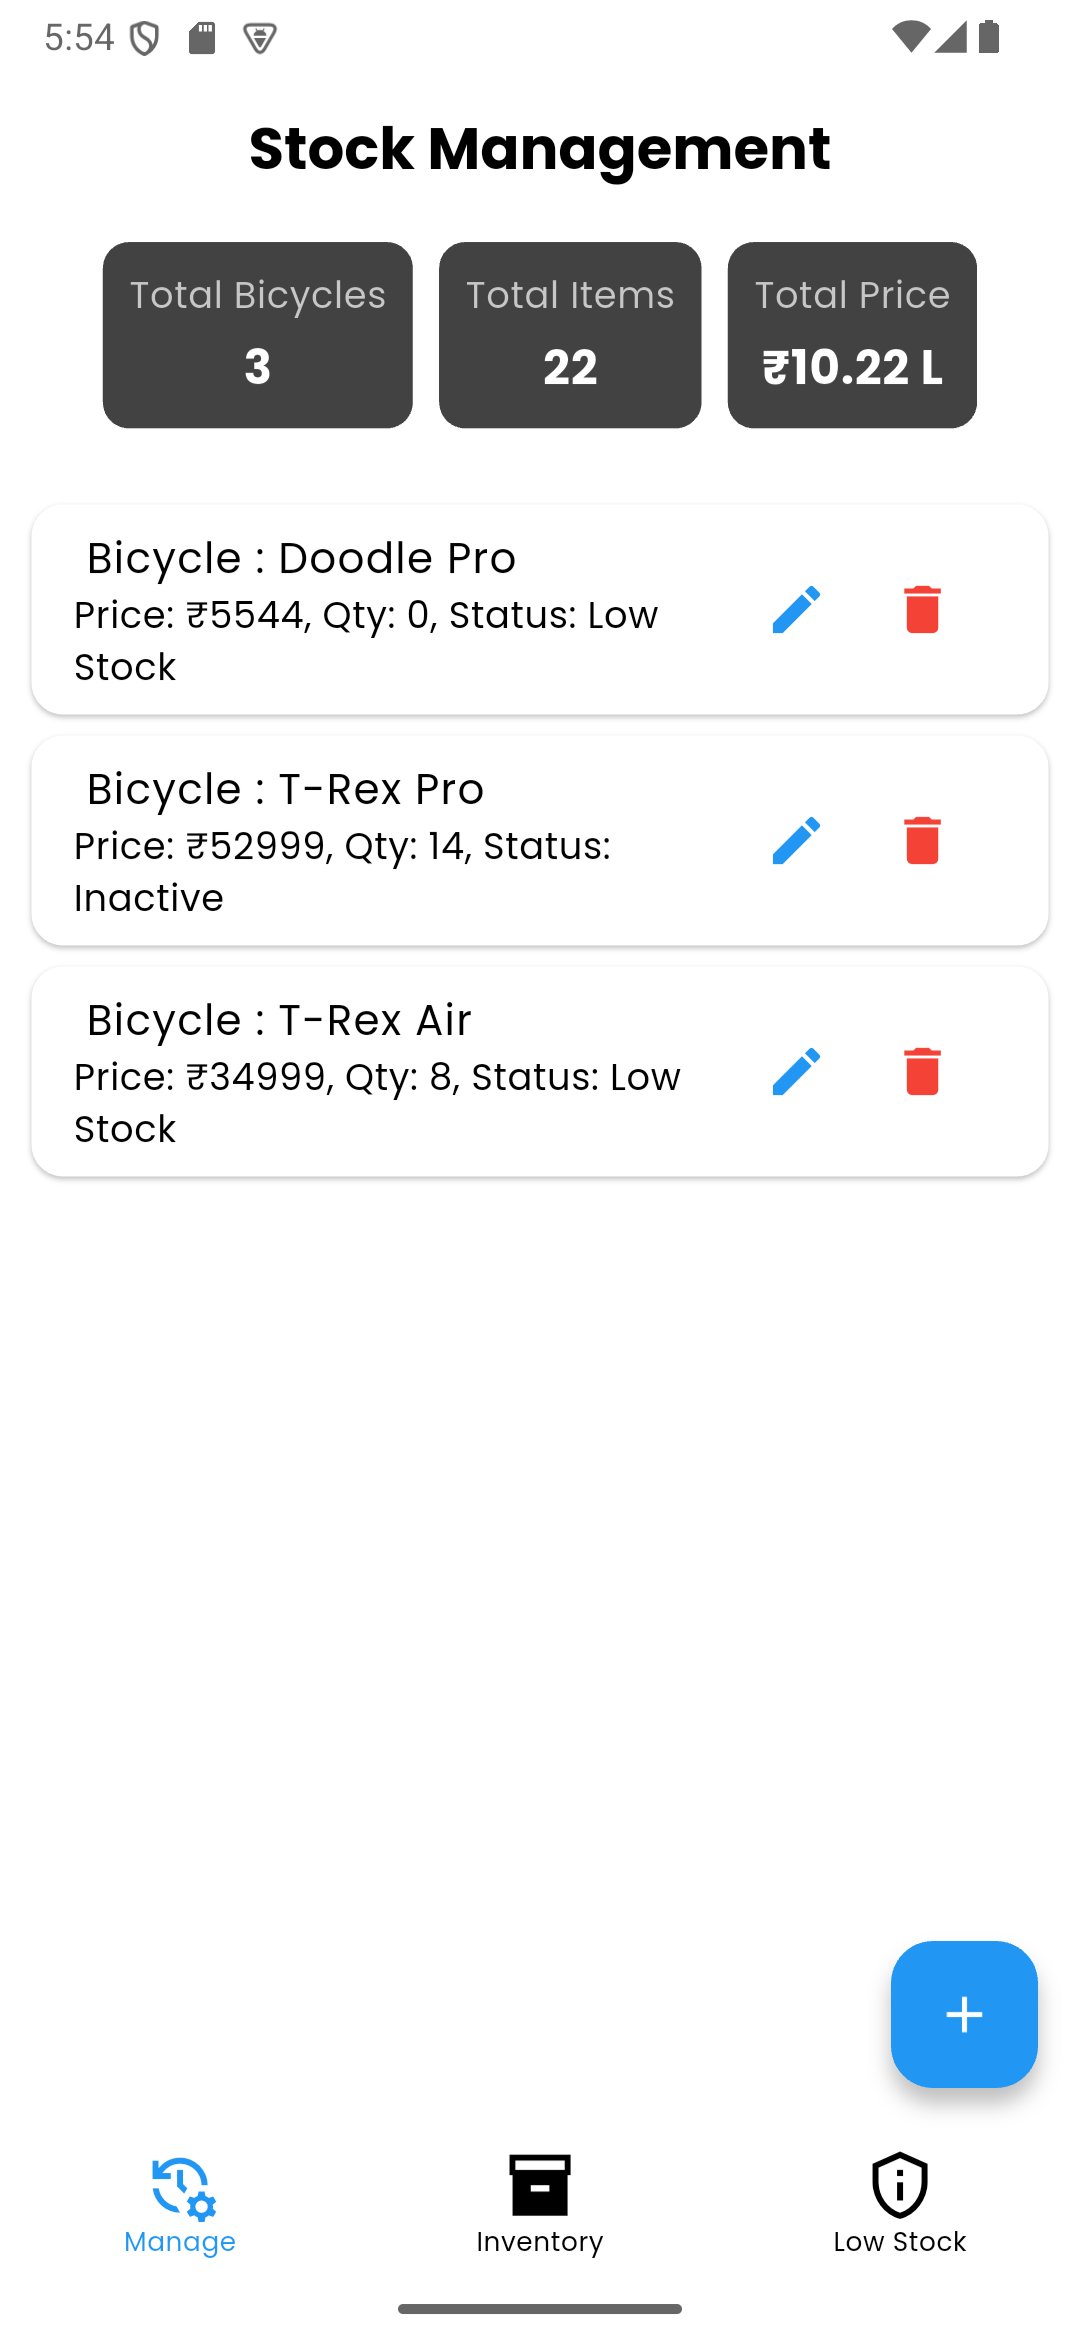 5:54
Stock Management
Total Bicycles
3
Total Items
22
Total Price
₹10.22 L
Bicycle : Doodle Pro
Price: ₹5544, Qty: 0, Status: Low
Stock
Bicycle : T-Rex Pro
Price: ₹52999, Qty: 14, Status:
Inactive
Bicycle : T-Rex Air
Price: ₹34999, Qty: 8, Status: Low
Stock
+
Manage
Inventory
Low Stock